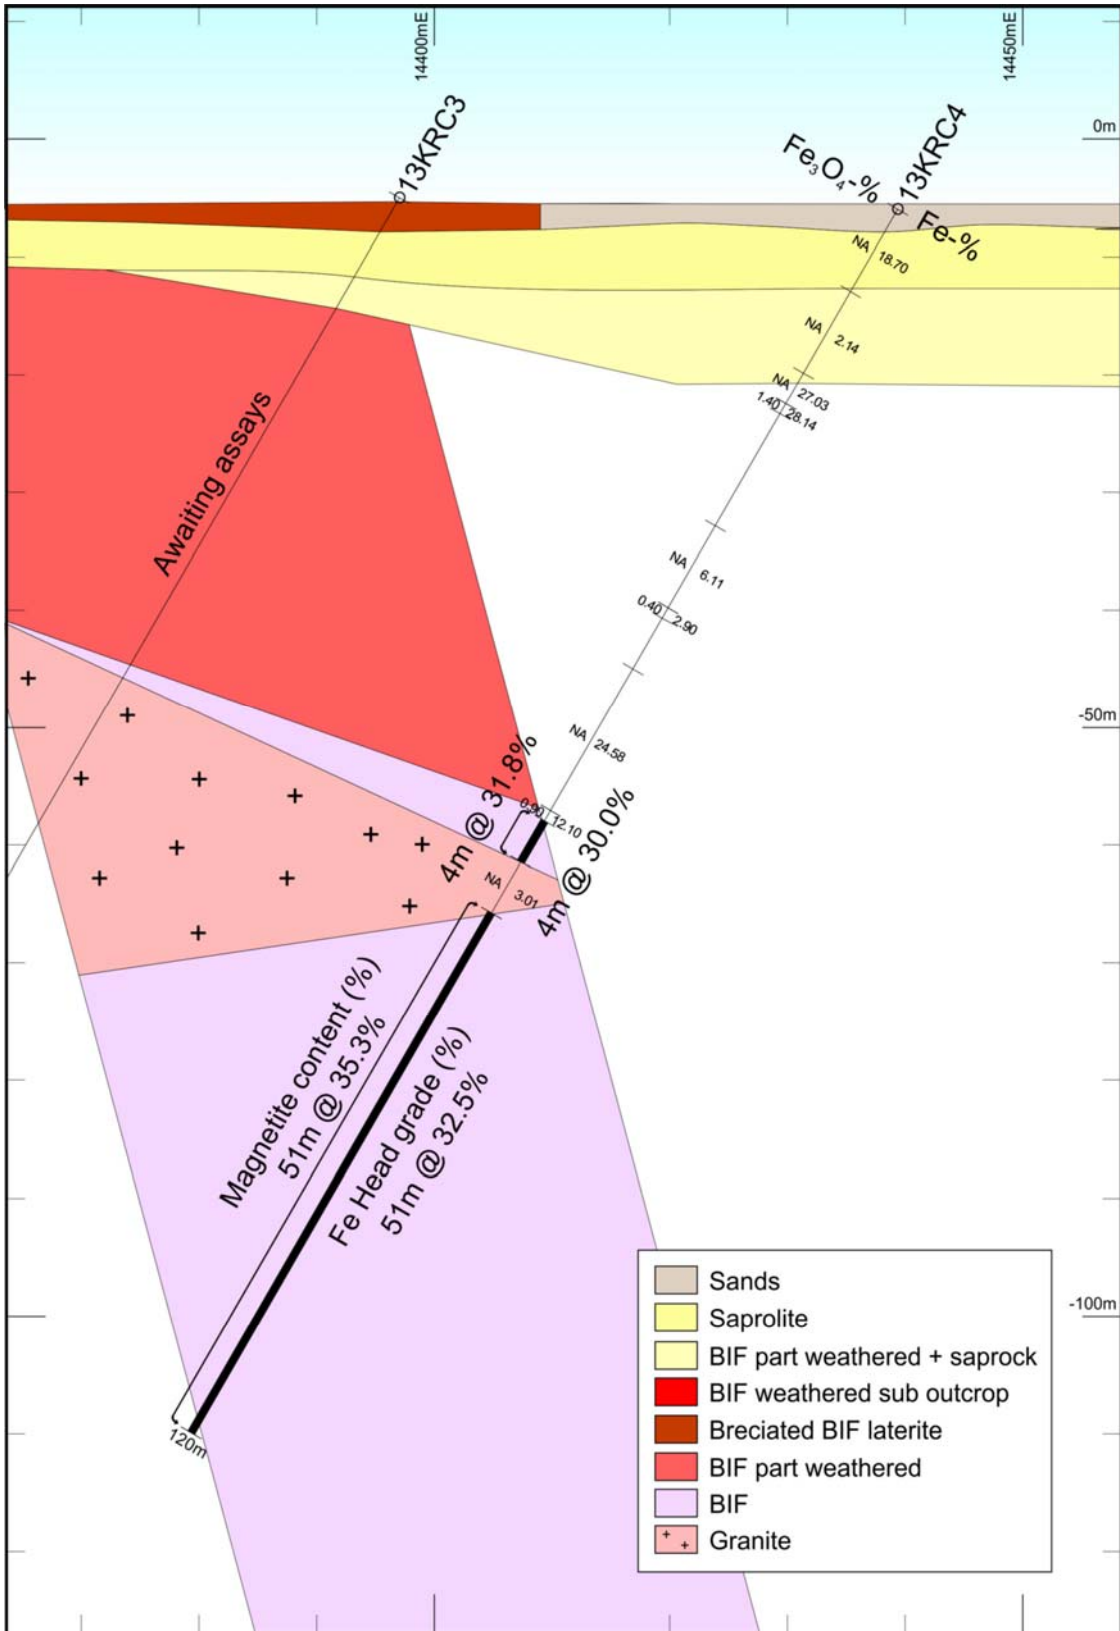 14400mE
14450mE
0m
13KRC3
Fe3O4-%
13KRC4
Fe-%
NA
18.70
NA
2.14
NA
27.03
1.40
28.14
Awaiting assays
NA
6.11
0.40
2.90
-50m
NA
24.58
4m @ 31.8%
0.90
12.10
4m @ 30.0%
NA
3.01
Magnetite content (%)
51m @ 35.3%
Fe Head grade (%)
51m @ 32.5%
Sands
-100m
Saprolite
BIF part weathered + saprock
BIF weathered sub outcrop
Breciated BIF laterite
120m
BIF part weathered
BIF
Granite